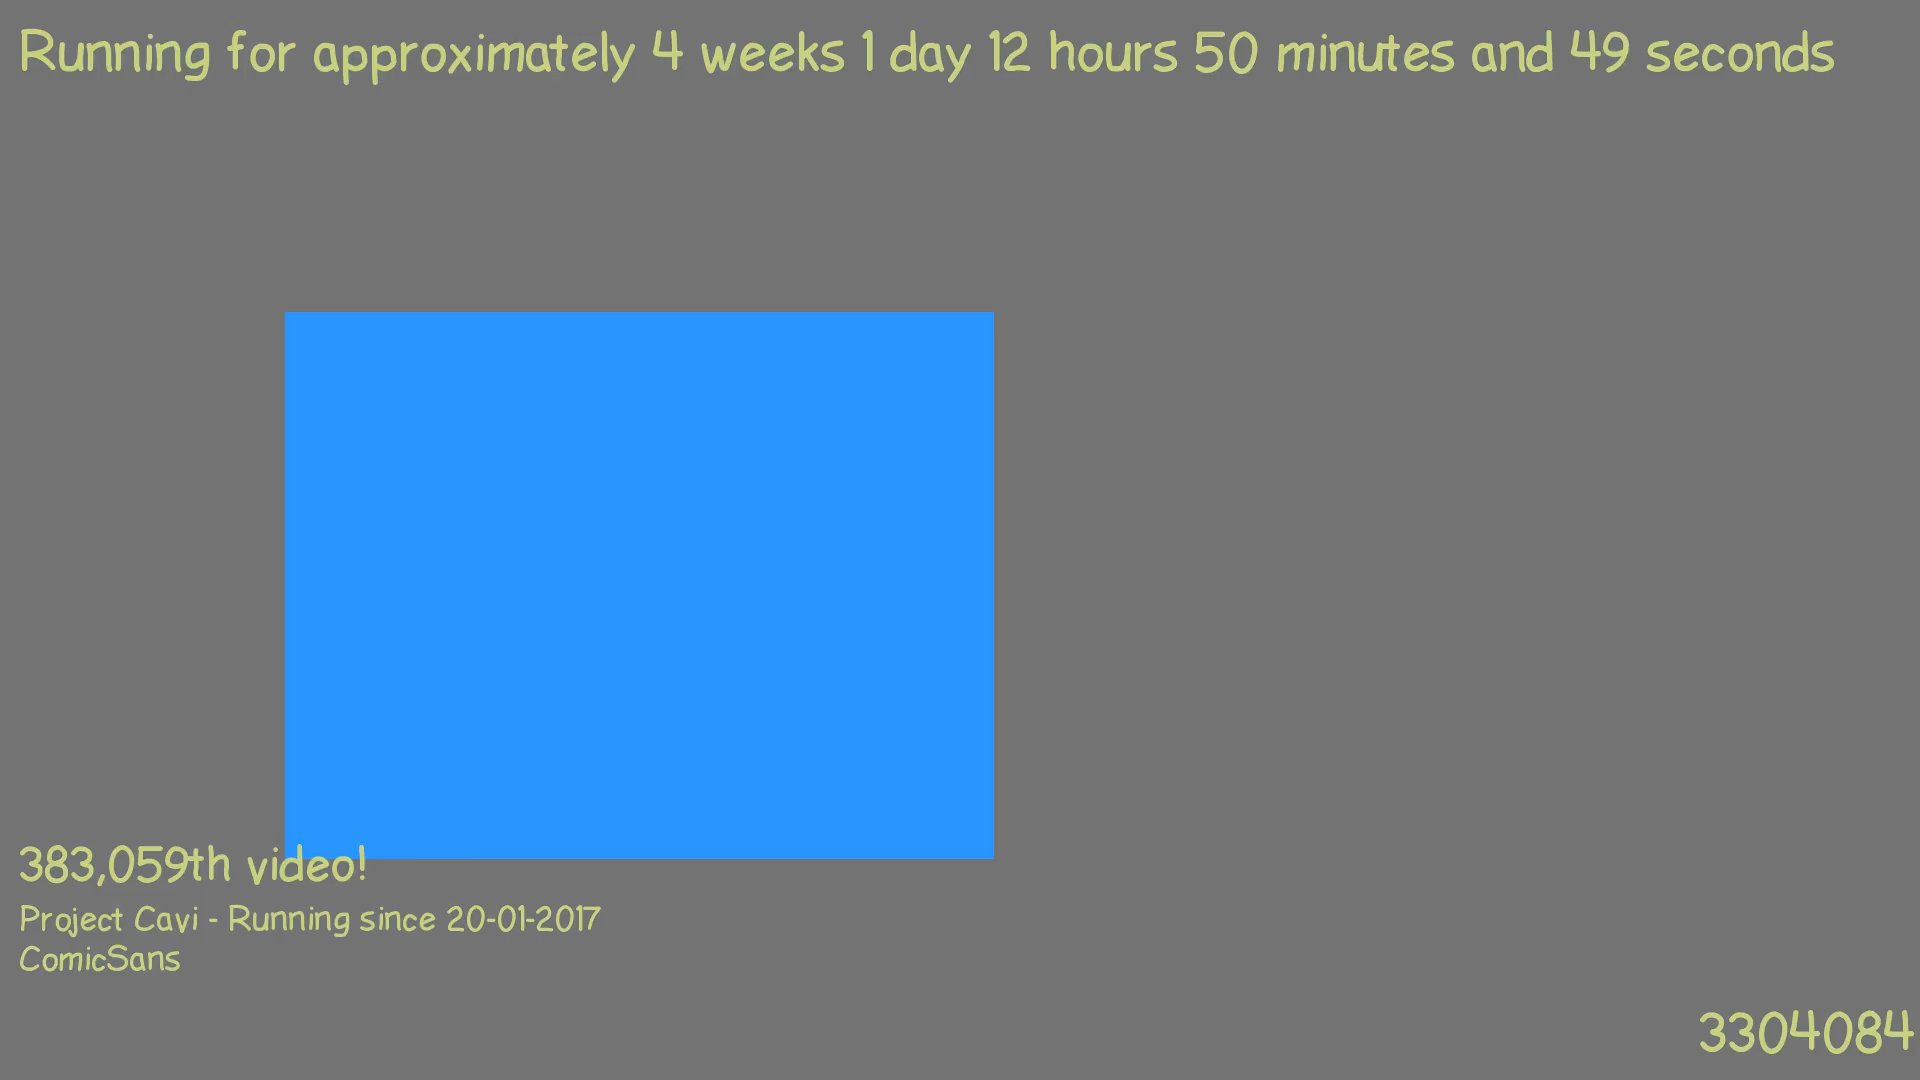 Running for approximately 4 weeks 1 day 12 hours 50 minutes and 49 seconds
383,059th video!
Project Cavi - Running since 20-01-2017
ComicSans
3304084